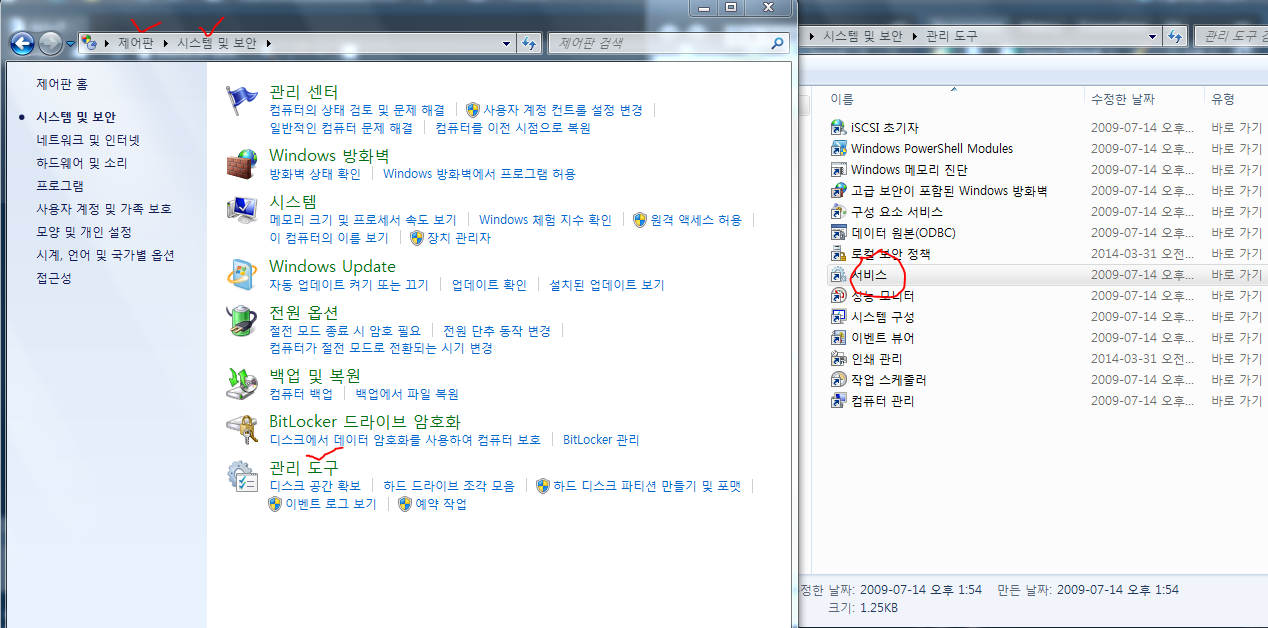 제어판 ▸ 시스템 및 보안 ▸
제어판 검색
제어판 홈
시스템 및 보안
네트워크 및 인터넷
하드웨어 및 소리
프로그램
사용자 계정 및 가족 보호
모양 및 개인 설정
시계, 언어 및 국가별 옵션
접근성
관리 센터
컴퓨터의 상태 검토 및 문제 해결 사용자 계정 컨트롤 설정 변경
일반적인 컴퓨터 문제 해결 컴퓨터를 이전 시점으로 복원
Windows 방화벽
방화벽 상태 확인 Windows 방화벽에서 프로그램 허용
시스템
메모리 크기 및 프로세서 속도 보기 Windows 체험 지수 확인 원격 액세스 허용
이 컴퓨터의 이름 보기 장치 관리자
Windows Update
자동 업데이트 켜기 또는 끄기 업데이트 확인 설치된 업데이트 보기
전원 옵션
절전 모드 종료 시 암호 필요 전원 단추 동작 변경
컴퓨터가 절전 모드로 전환되는 시기 변경
백업 및 복원
컴퓨터 백업 백업에서 파일 복원
BitLocker 드라이브 암호화
디스크에서 데이터 암호화를 사용하여 컴퓨터 보호 BitLocker 관리
관리 도구
디스크 공간 확보 하드 드라이브 조각 모음 하드 디스크 파티션 만들기 및 포맷
이벤트 로그 보기 예약 작업
▸ 시스템 및 보안 ▸ 관리 도구
관리 도구
이름 수정한 날짜 유형
iSCSI 초기자 2009-07-14 오후... 바로 가기
Windows PowerShell Modules 2009-07-14 오후... 바로 가기
Windows 메모리 진단 2009-07-14 오후... 바로 가기
고급 보안이 포함된 Windows 방화벽 2009-07-14 오후... 바로 가기
구성 요소 서비스 2009-07-14 오후... 바로 가기
데이터 원본(ODBC) 2009-07-14 오후... 바로 가기
로컬 보안 정책 2014-03-31 오전... 바로 가기
서비스 2009-07-14 오후... 바로 가기
성능 모니터 2009-07-14 오후... 바로 가기
시스템 구성 2009-07-14 오후... 바로 가기
이벤트 뷰어 2009-07-14 오후... 바로 가기
인쇄 관리 2014-03-31 오전... 바로 가기
작업 스케줄러 2009-07-14 오후... 바로 가기
컴퓨터 관리 2009-07-14 오후... 바로 가기
정한 날짜: 2009-07-14 오후 1:54 만든 날짜: 2009-07-14 오후 1:54
크기: 1.25KB